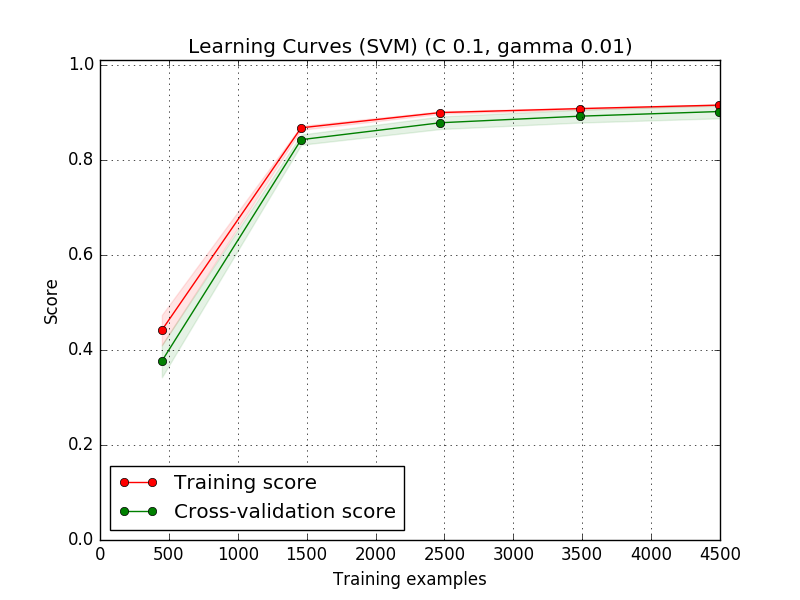 Learning Curves (SVM) (C 0.1, gamma 0.01)
1.0
0.8
0.6
0.4
0.2
0.0
Score
Training score
Cross-validation score
0 500 1000 1500 2000 2500 3000 3500 4000 4500
Training examples